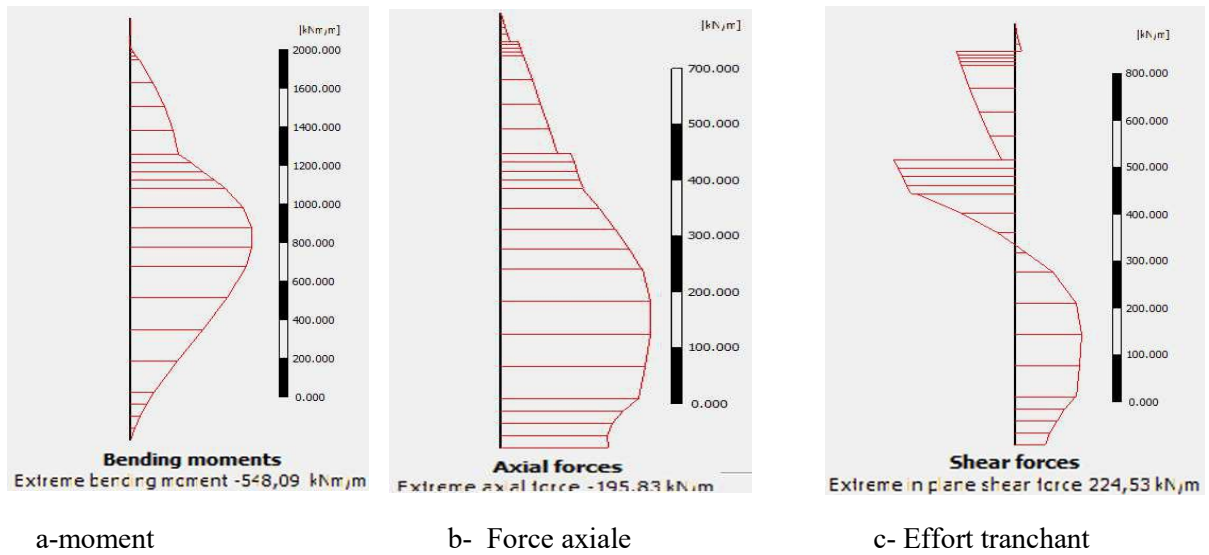 [kNm/m]
2000.000
1600.000
1400.000
1200.000
1000.000
800.000
600.000
400.000
200.000
0.000
Bending moments
Extreme bending moment -548,09 kNm/m
a-moment
[kN/m]
700.000
500.000
400.000
300.000
200.000
100.000
0.000
Axial forces
Extreme axial force -195.83 kN/m
b- Force axiale
[kN/m]
800.000
600.000
500.000
400.000
300.000
200.000
100.000
0.000
Shear forces
Extreme in plane shear force 224,53 kN/m
c- Effort tranchant